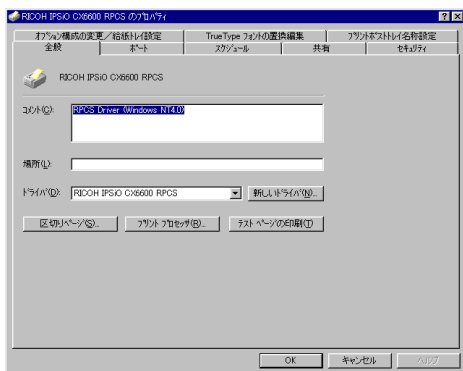 RICOH IPSiO CX6600 RPCS のプロパティ
オプション構成の変更／給紙トレイ設定 TrueType フォントの置換編集 プリントポストトレイ名称設定
全般 ポート スケジュール 共有 セキュリティ
RICOH IPSiO CX6600 RPCS
コメント(C): RPCS Driver (Windows NT4.0)
場所(L):
ドライバ(D): RICOH IPSiO CX6600 RPCS 新しいドライバ(N)...
区切りページ(S)... プリント プロセッサ(R)... テスト ページの印刷(T)
OK キャンセル ヘルプ